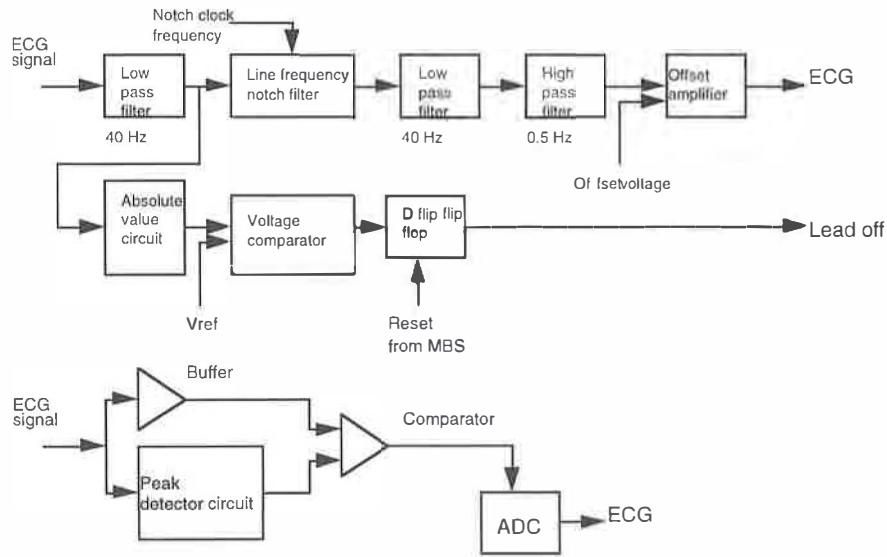 Notch clock
frequency
ECG
signal
Low
pass
filter
Line frequency
notch filter
Low
pass
filter
High
pass
filter
Offset
amplifier
ECG
40 Hz
40 Hz
0.5 Hz
Of fsetvoltage
Absolute
value
circuit
Voltage
comparator
D flip flip
flop
Lead off
Vref
Reset
from MBS
Buffer
ECG
signal
Comparator
Peak
detector circuit
ADC
ECG